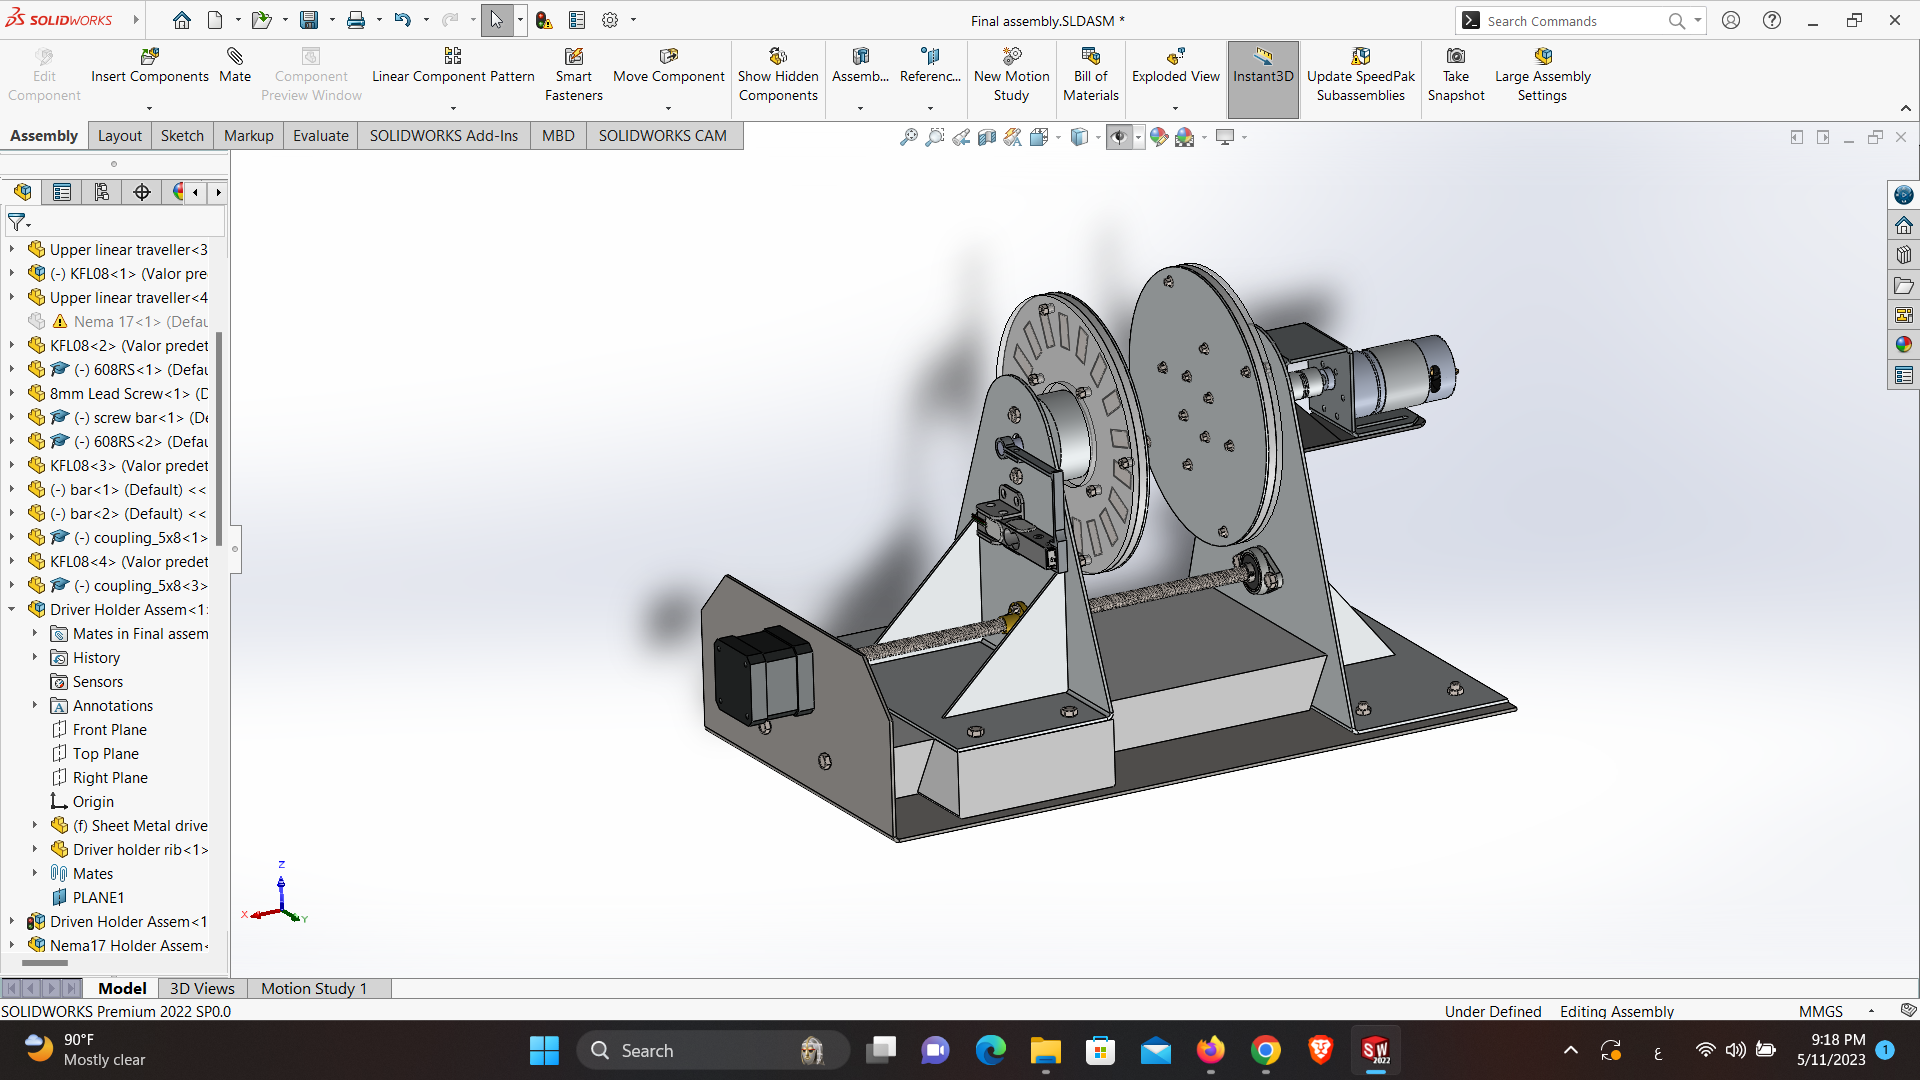 SOLIDWORKS
Final assembly.SLDASM *
Search Commands
Edit Component
Insert Components
Mate
Component Preview Window
Linear Component Pattern
Smart Fasteners
Move Component
Show Hidden Components
Assemb...
Referenc...
New Motion Study
Bill of Materials
Exploded View
Instant3D
Update SpeedPak Subassemblies
Take Snapshot
Large Assembly Settings
Assembly
Layout
Sketch
Markup
Evaluate
SOLIDWORKS Add-Ins
MBD
SOLIDWORKS CAM
Upper linear traveller<3
(-) KFL08<1> (Valor pre
Upper linear traveller<4
Nema 17<1> (Defau
KFL08<2> (Valor predet
(-) 608RS<1> (Defau
8mm Lead Screw<1> (D
(-) screw bar<1> (De
(-) 608RS<2> (Defau
KFL08<3> (Valor predet
(-) bar<1> (Default) <<
(-) bar<2> (Default) <<
(-) coupling_5x8<1>
KFL08<4> (Valor predet
(-) coupling_5x8<3>
Driver Holder Assem<1
Mates in Final assem
History
Sensors
Annotations
Front Plane
Top Plane
Right Plane
Origin
(f) Sheet Metal drive
Driver holder rib<1>
Mates
PLANE1
Driven Holder Assem<1
Nema17 Holder Assem<
Z
X
Y
Model
3D Views
Motion Study 1
SOLIDWORKS Premium 2022 SP0.0
Under Defined
Editing Assembly
MMGS
90°F
Mostly clear
Search
SW
2022
ع
9:18 PM
5/11/2023
1